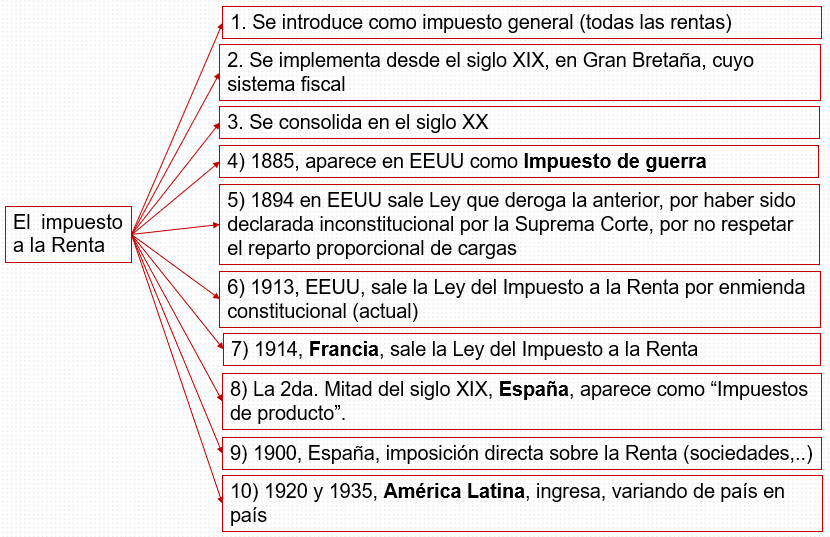 El impuesto
a la Renta
1. Se introduce como impuesto general (todas las rentas)
2. Se implementa desde el siglo XIX, en Gran Bretaña, cuyo
sistema fiscal
3. Se consolida en el siglo XX
4) 1885, aparece en EEUU como Impuesto de guerra
5) 1894 en EEUU sale Ley que deroga la anterior, por haber sido
declarada inconstitucional por la Suprema Corte, por no respetar
el reparto proporcional de cargas
6) 1913, EEUU, sale la Ley del Impuesto a la Renta por enmienda
constitucional (actual)
7) 1914, Francia, sale la Ley del Impuesto a la Renta
8) La 2da. Mitad del siglo XIX, España, aparece como “Impuestos
de producto”.
9) 1900, España, imposición directa sobre la Renta (sociedades,..)
10) 1920 y 1935, América Latina, ingresa, variando de país en
país